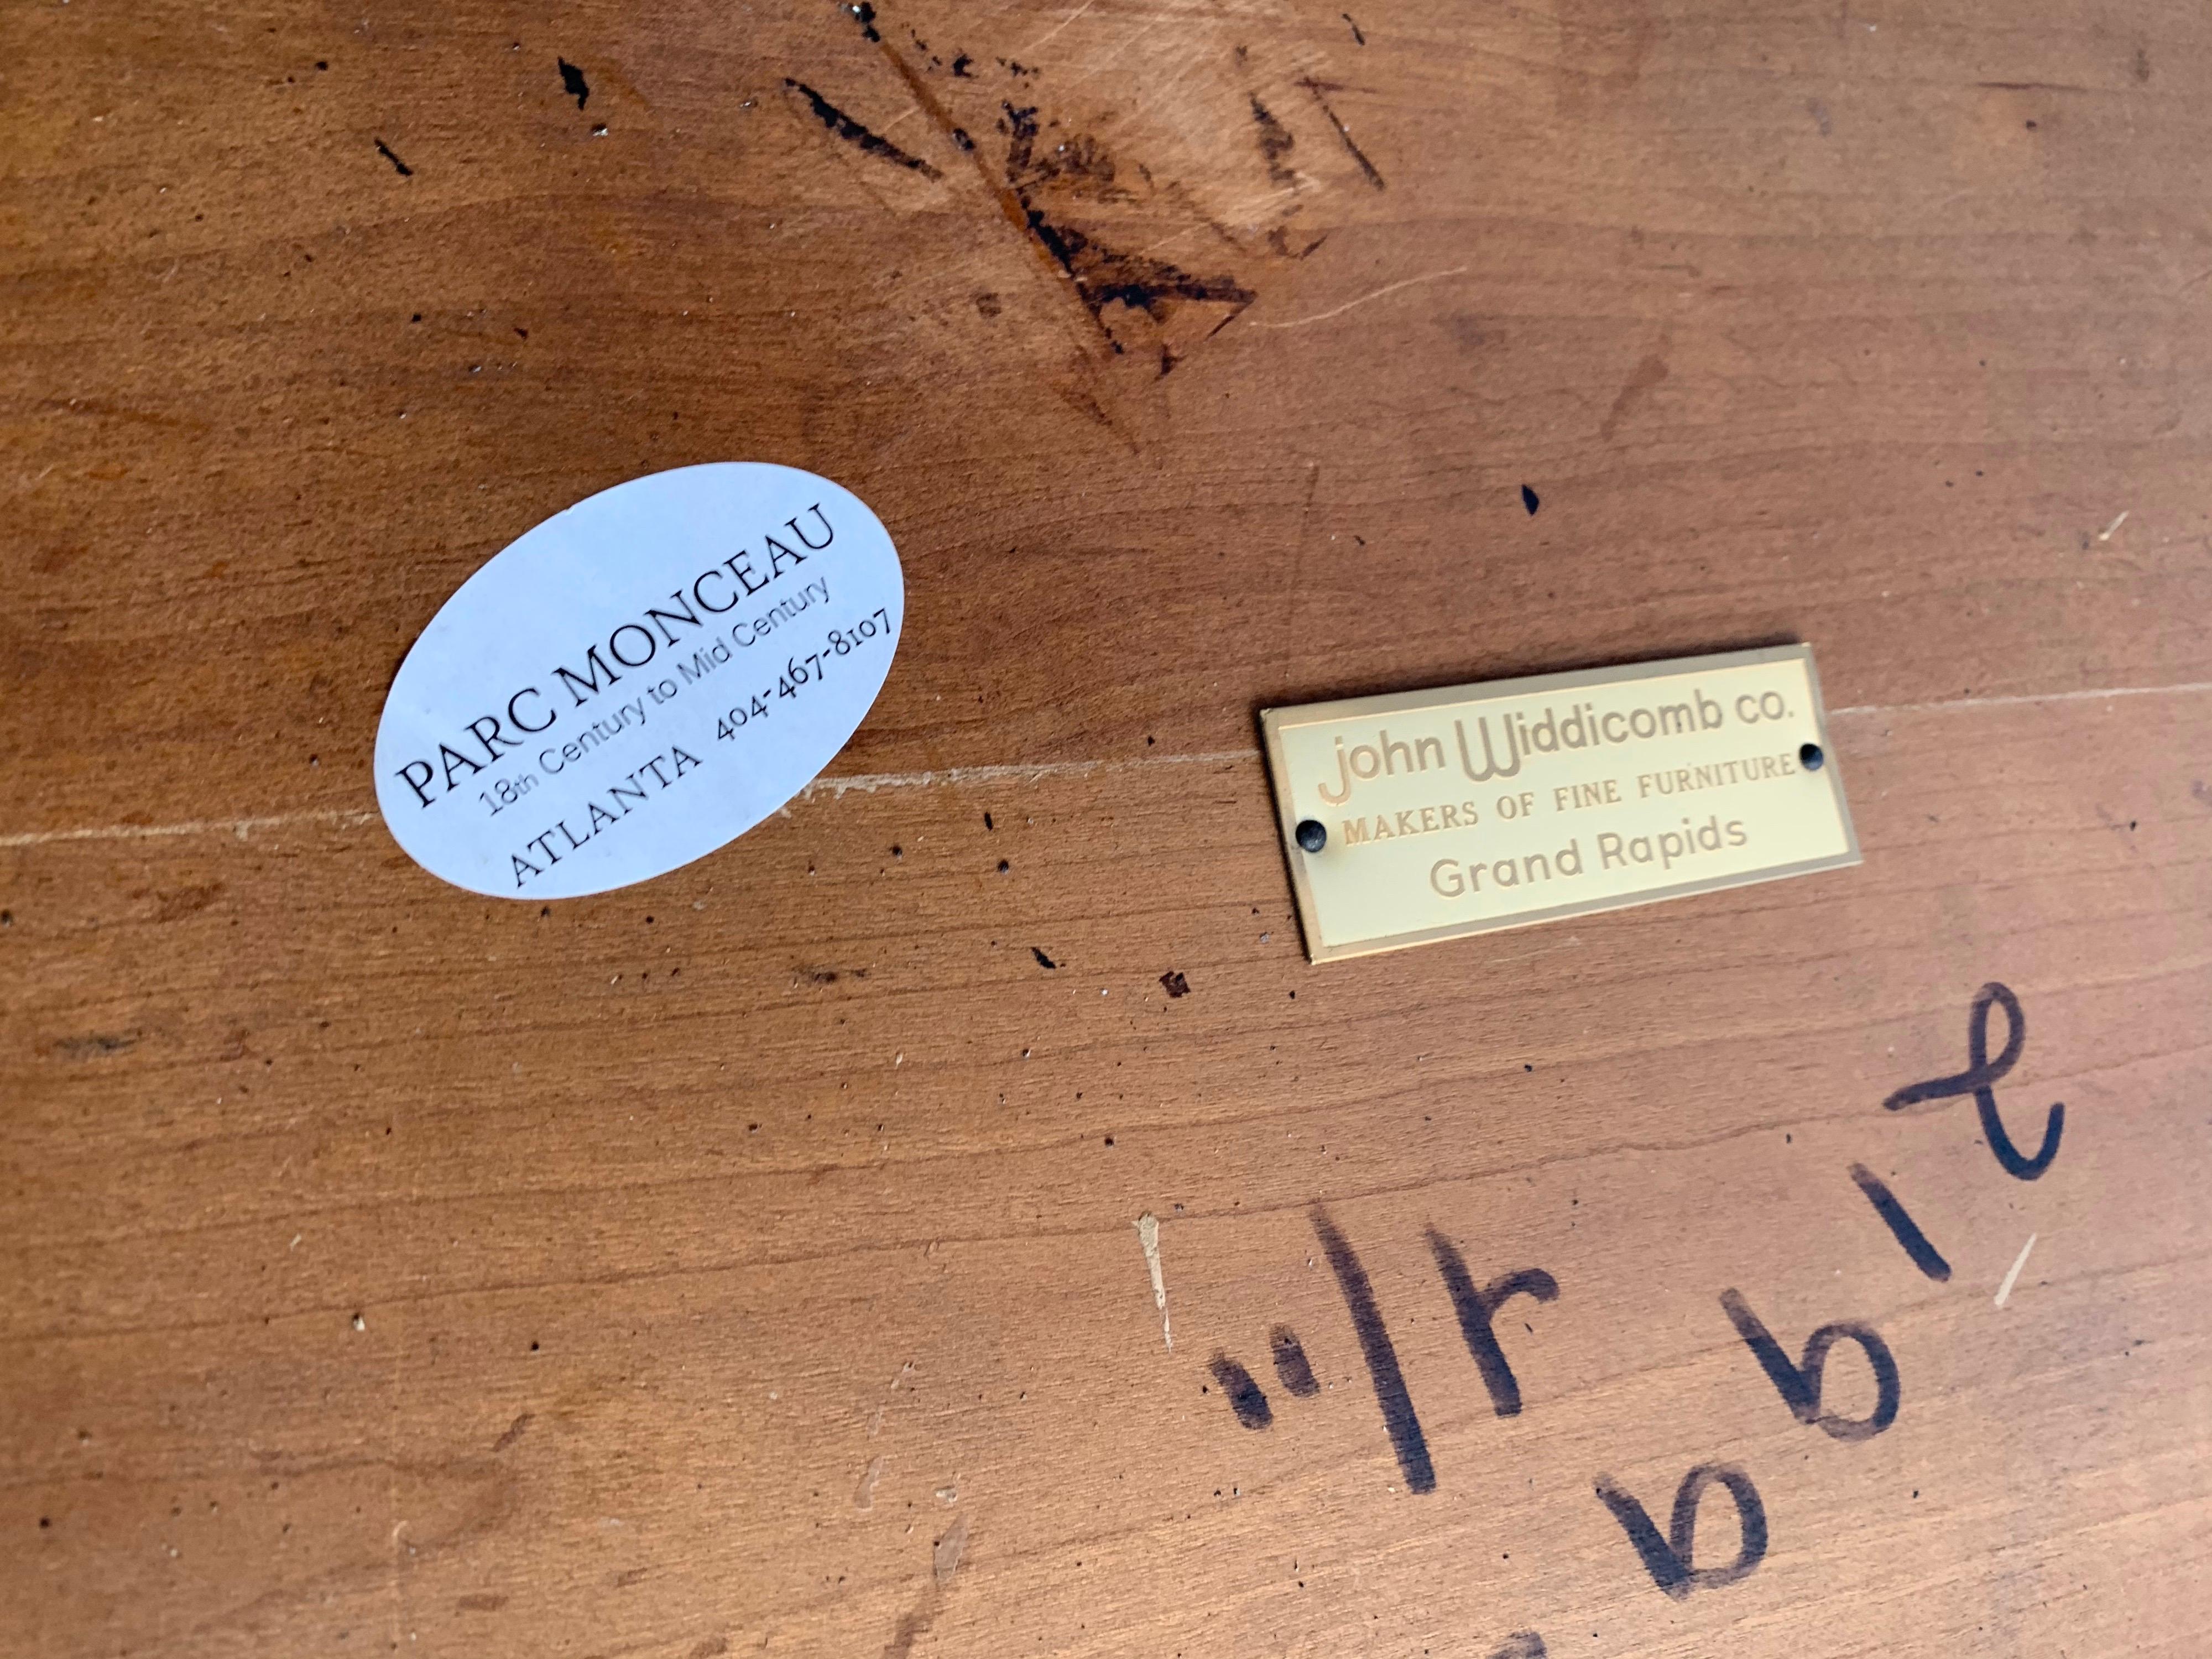 PARC MONCEAU
18th Century to Mid Century
ATLANTA 404-467-8107
john Widdicomb co.
MAKERS OF FINE FURNITURE
Grand Rapids